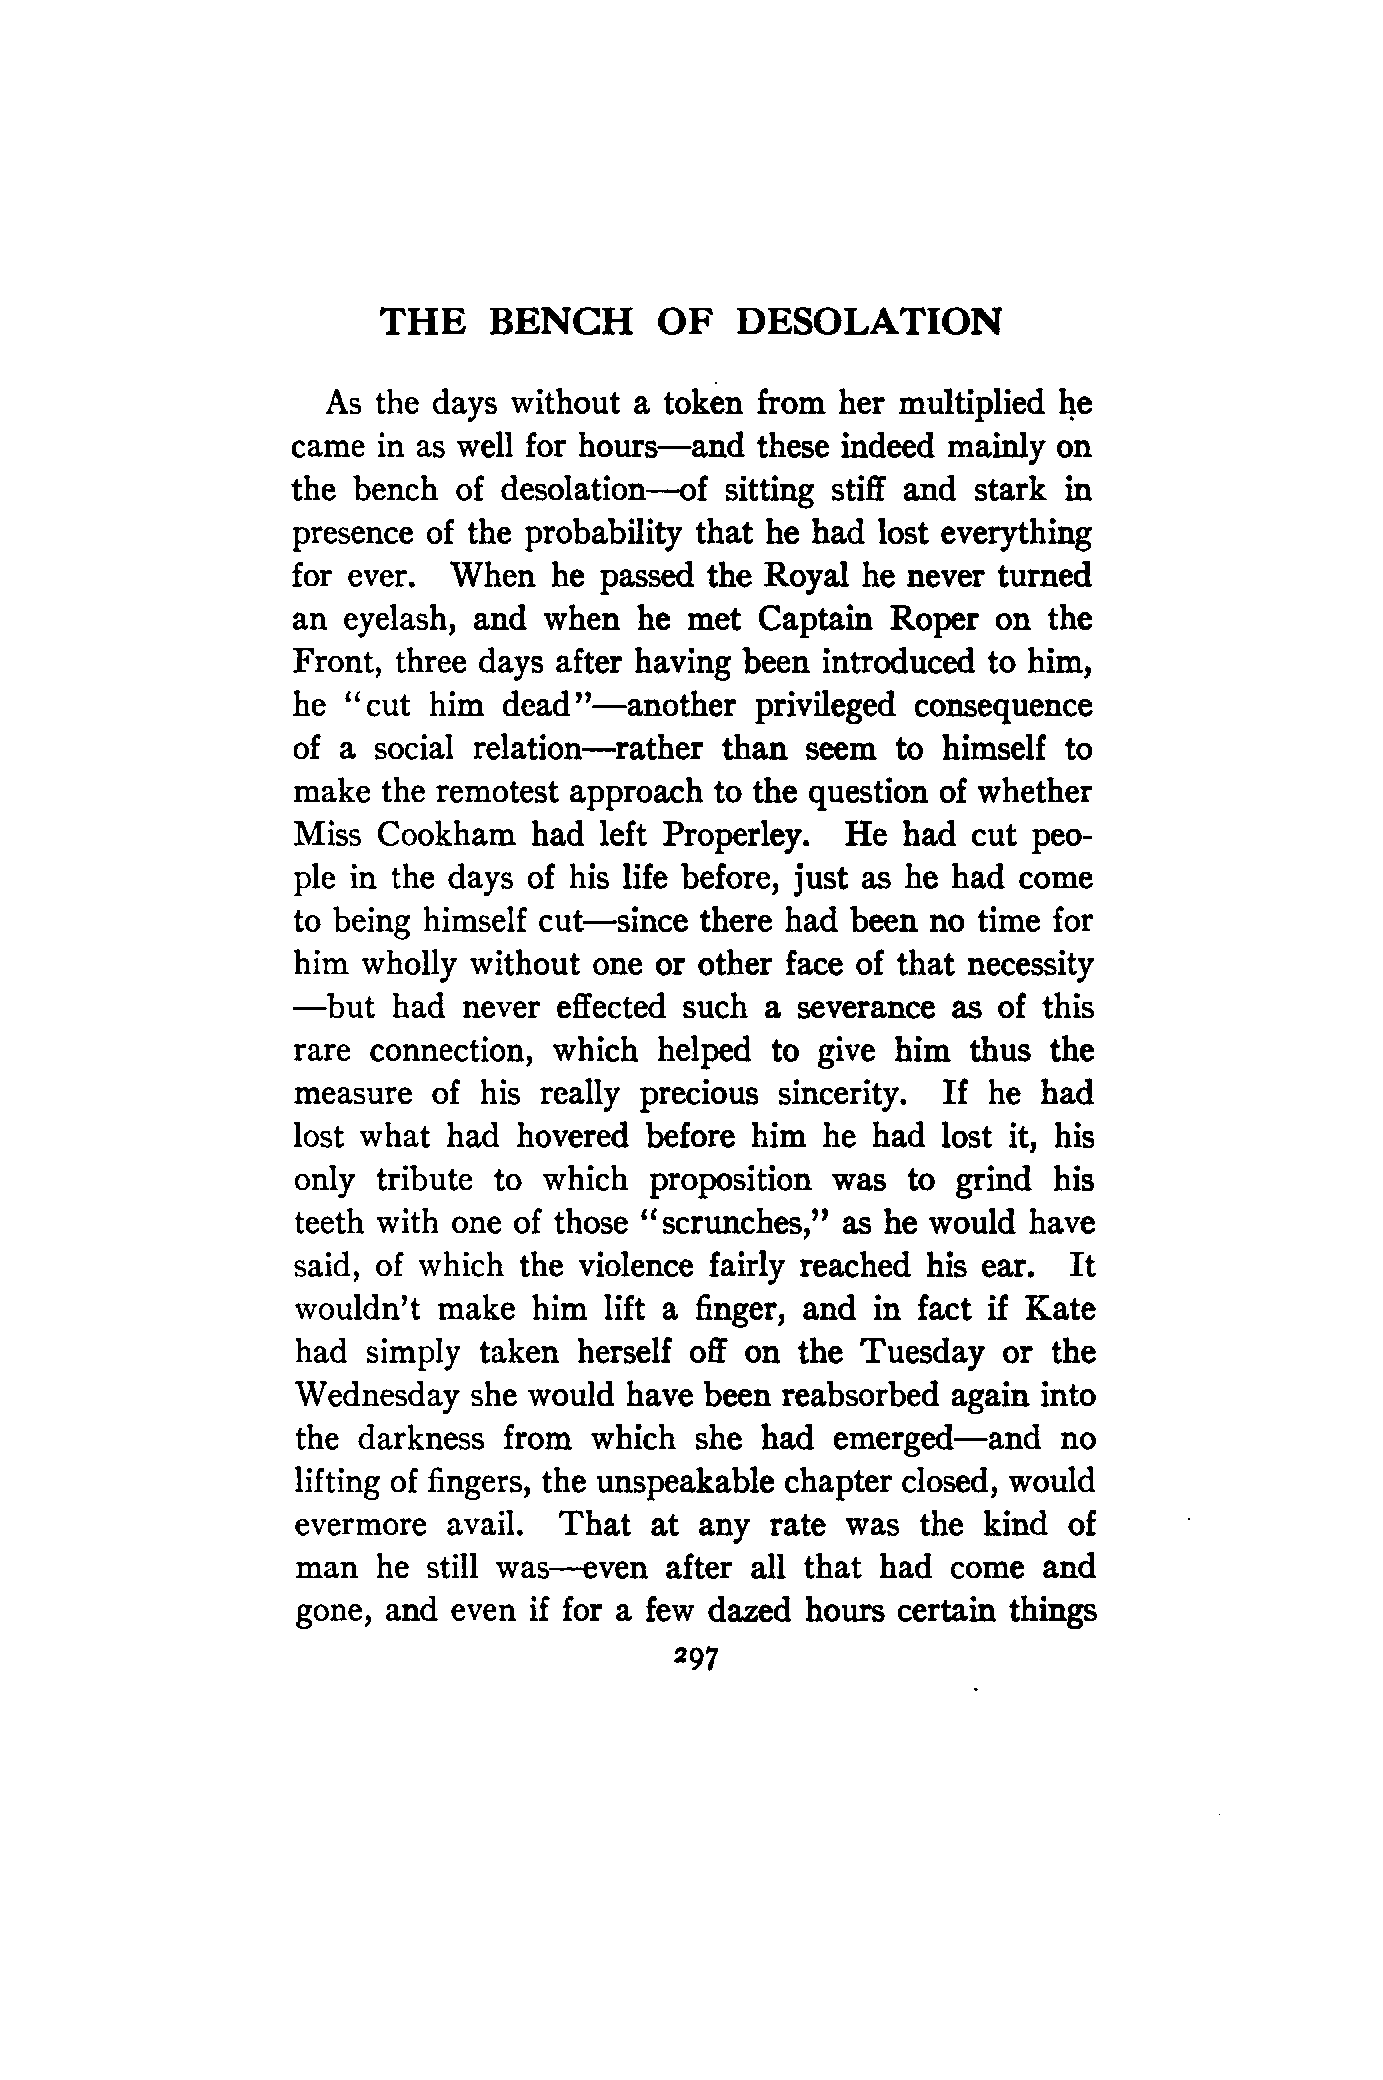 THE BENCH OF DESOLATION
As the days without a token from her multiplied he
came in as well for hours—and these indeed mainly on
the bench of desolation—of sitting stiff and stark in
presence of the probability that he had lost everything
for ever. When he passed the Royal he never turned
an eyelash, and when he met Captain Roper on the
Front, three days after having been introduced to him,
he "cut him dead"—another privileged consequence
of a social relation—rather than seem to himself to
make the remotest approach to the question of whether
Miss Cookham had left Properley. He had cut peo-
ple in the days of his life before, just as he had come
to being himself cut—since there had been no time for
him wholly without one or other face of that necessity
—but had never effected such a severance as of this
rare connection, which helped to give him thus the
measure of his really precious sincerity. If he had
lost what had hovered before him he had lost it, his
only tribute to which proposition was to grind his
teeth with one of those "scrunches," as he would have
said, of which the violence fairly reached his ear. It
wouldn't make him lift a finger, and in fact if Kate
had simply taken herself off on the Tuesday or the
Wednesday she would have been reabsorbed again into
the darkness from which she had emerged—and no
lifting of fingers, the unspeakable chapter closed, would
evermore avail. That at any rate was the kind of
man he still was—even after all that had come and
gone, and even if for a few dazed hours certain things
297